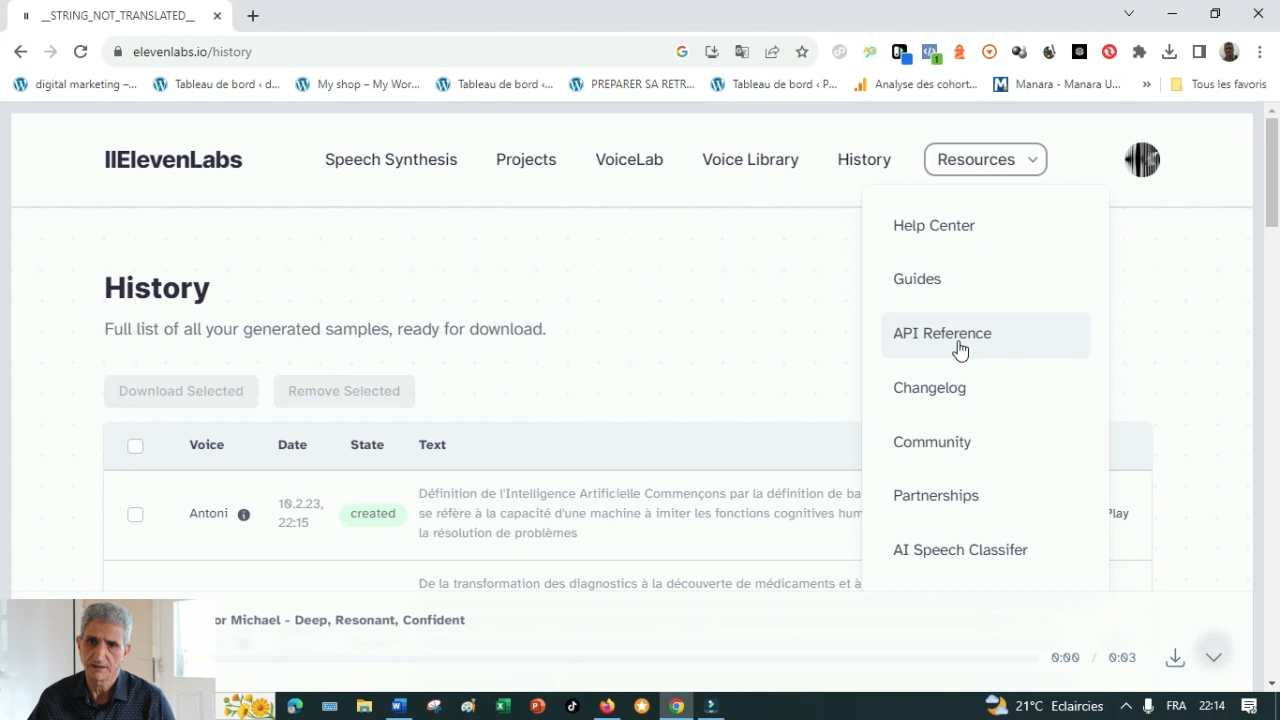 __STRING_NOT_TRANSLATED__
elevenlabs.io/history
digital marketing –...
Tableau de bord ‹ d...
My shop – My Wor...
Tableau de bord ‹...
PREPARER SA RETR...
Tableau de bord ‹ P...
Analyse des cohort...
Manara - Manara U...
»
Tous les favoris
IIElevenLabs
Speech Synthesis
Projects
VoiceLab
Voice Library
History
Resources
Help Center
Guides
API Reference
Changelog
Community
Partnerships
AI Speech Classifer
History
Full list of all your generated samples, ready for download.
Download Selected
Remove Selected
Voice
Date
State
Text
Antoni
10.2.23,
22:15
created
Définition de l'Intelligence Artificielle Commençons par la définition de ba
se réfère à la capacité d'une machine à imiter les fonctions cognitives hum
la résolution de problèmes
Play
De la transformation des diagnostics à la découverte de médicaments et à
or Michael - Deep, Resonant, Confident
0:00 / 0:03
21°C Eclaircies
FRA
22:14